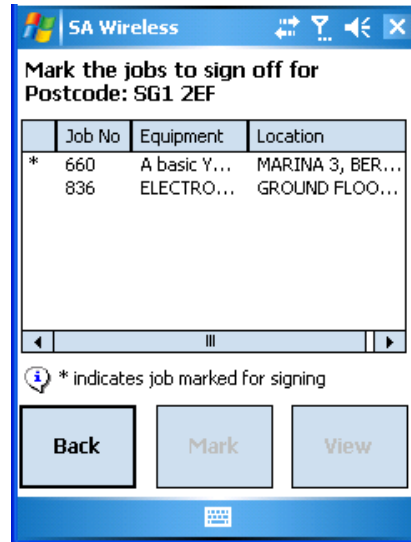 SA Wireless
Mark the jobs to sign off for
Postcode: SG1 2EF
Job No Equipment Location
* 660 A basic Y... MARINA 3, BER...
836 ELECTRO... GROUND FLOO...
* indicates job marked for signing
Back Mark View